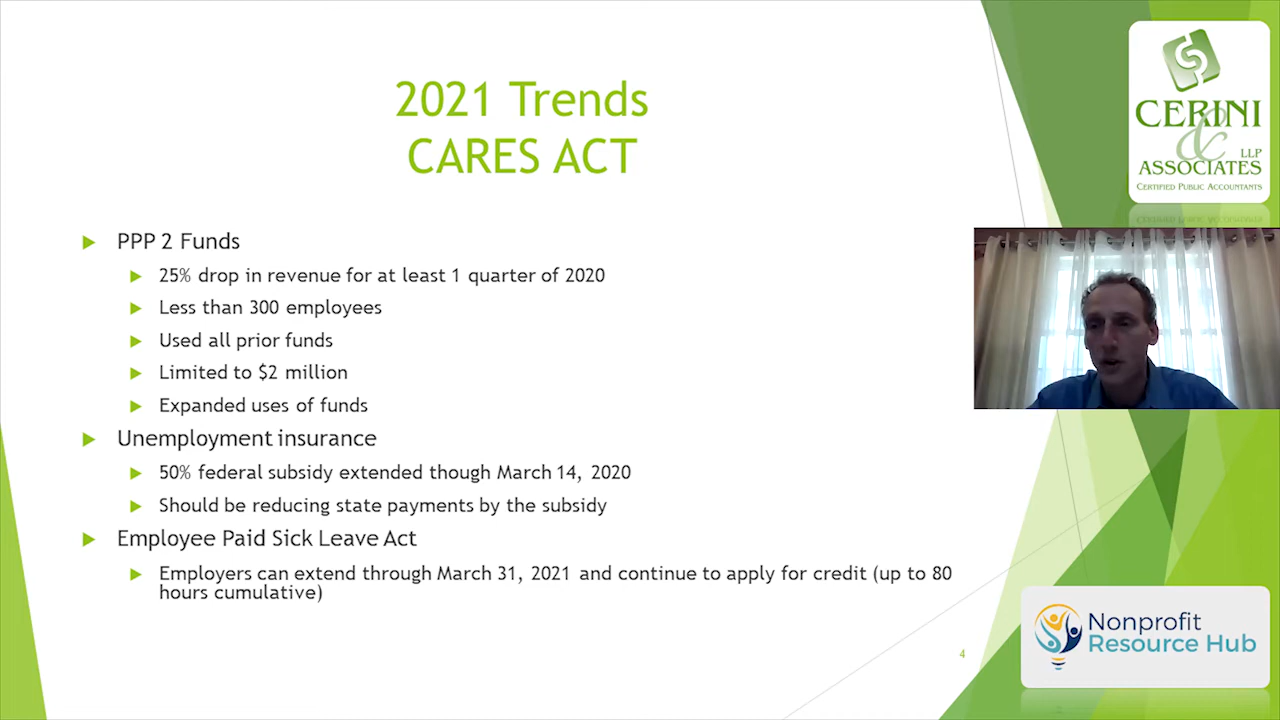 2021 Trends
CARES ACT
PPP 2 Funds
25% drop in revenue for at least 1 quarter of 2020
Less than 300 employees
Used all prior funds
Limited to $2 million
Expanded uses of funds
Unemployment insurance
50% federal subsidy extended though March 14, 2020
Should be reducing state payments by the subsidy
Employee Paid Sick Leave Act
Employers can extend through March 31, 2021 and continue to apply for credit (up to 80
hours cumulative)
4
CERINI
&
LLP
ASSOCIATES
CERTIFIED PUBLIC ACCOUNTANTS
Nonprofit
Resource Hub